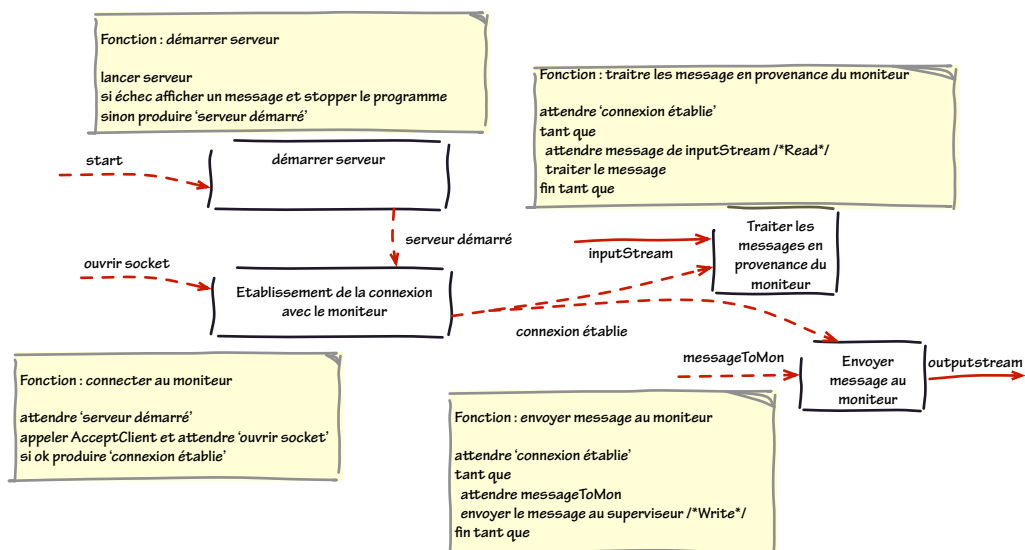 Fonction : démarrer serveur
lancer serveur
si échec afficher un message et stopper le programme
sinon produire ‘serveur démarré’
Fonction : traitre les message en provenance du moniteur
attendre ‘connexion établie’
tant que
attendre message de inputStream /*Read*/
traiter le message
fin tant que
start
démarrer serveur
serveur démarré
ouvrir socket
Etablissement de la connexion
avec le moniteur
inputStream
Traiter les
messages en
provenance du
moniteur
connexion établie
messageToMon
Envoyer
message au
moniteur
outputstream
Fonction : connecter au moniteur
attendre ‘serveur démarré’
appeler AcceptClient et attendre ‘ouvrir socket’
si ok produire ‘connexion établie’
Fonction : envoyer message au moniteur
attendre ‘connexion établie’
tant que
attendre messageToMon
envoyer le message au superviseur /*Write*/
fin tant que